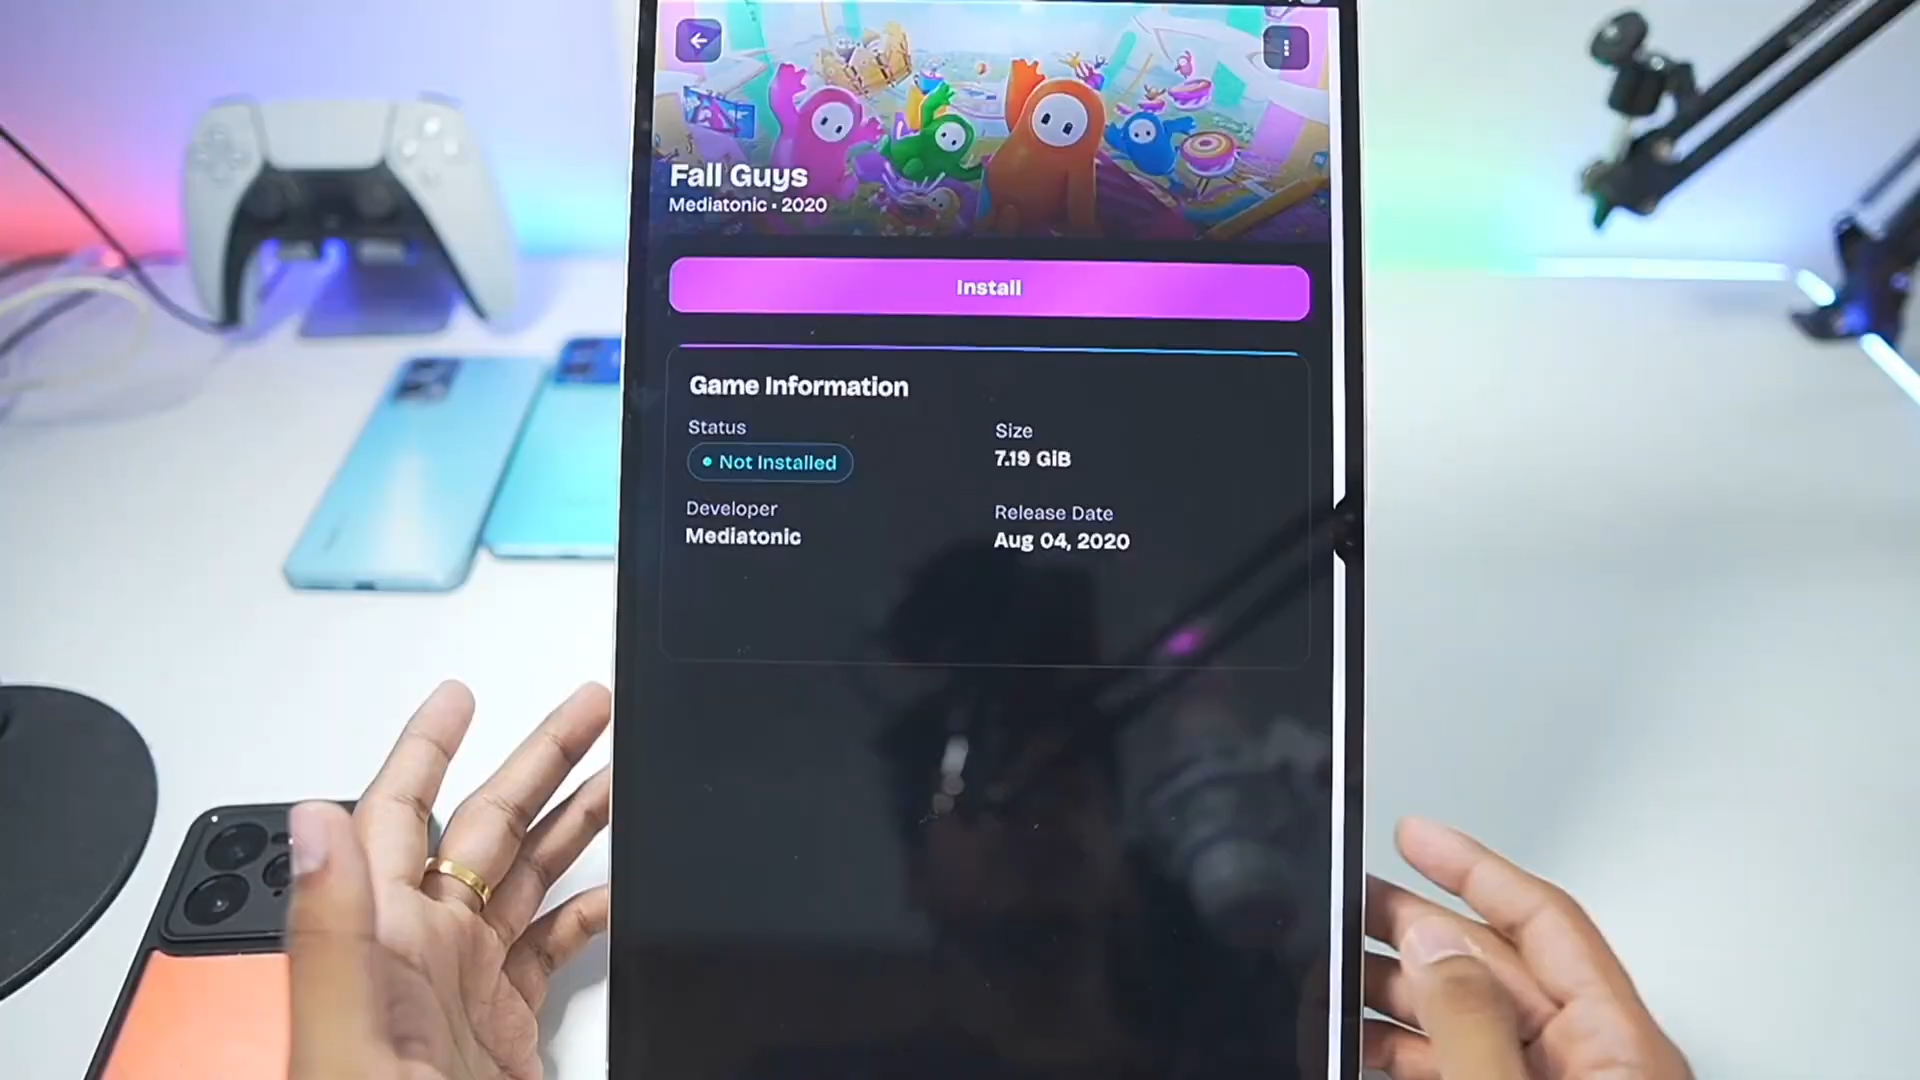 Fall Guys
Mediatonic • 2020
Install
Game Information
Status
Not Installed
Size
7.19 GiB
Developer
Mediatonic
Release Date
Aug 04, 2020